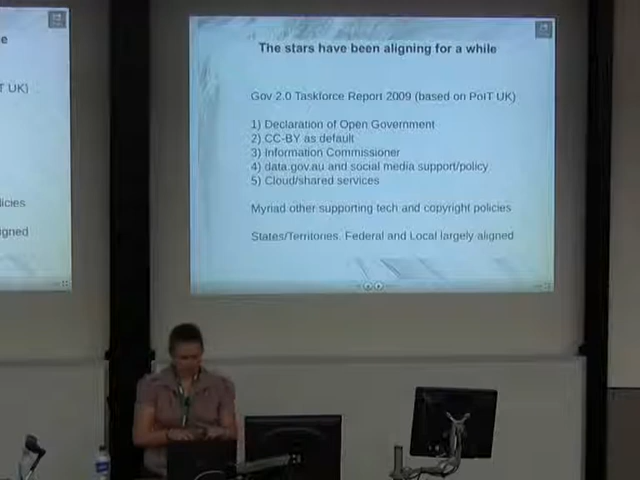 The stars have been aligning for a while
Gov 2.0 Taskforce Report 2009 (based on PoIT UK)
1) Declaration of Open Government
2) CC-BY as default
3) Information Commissioner
4) data.gov.au and social media support/policy
5) Cloud/shared services
Myriad other supporting tech and copyright policies
States/Territories. Federal and Local largely aligned
e
T UK)
licies
igned